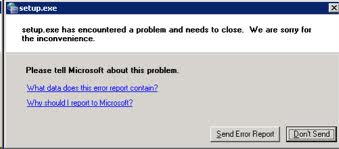 setup.exe
setup.exe has encountered a problem and needs to close. We are sorry for
the inconvenience.
Please tell Microsoft about this problem.
What data does this error report contain?
Why should I report to Microsoft?
Send Error Report Don't Send